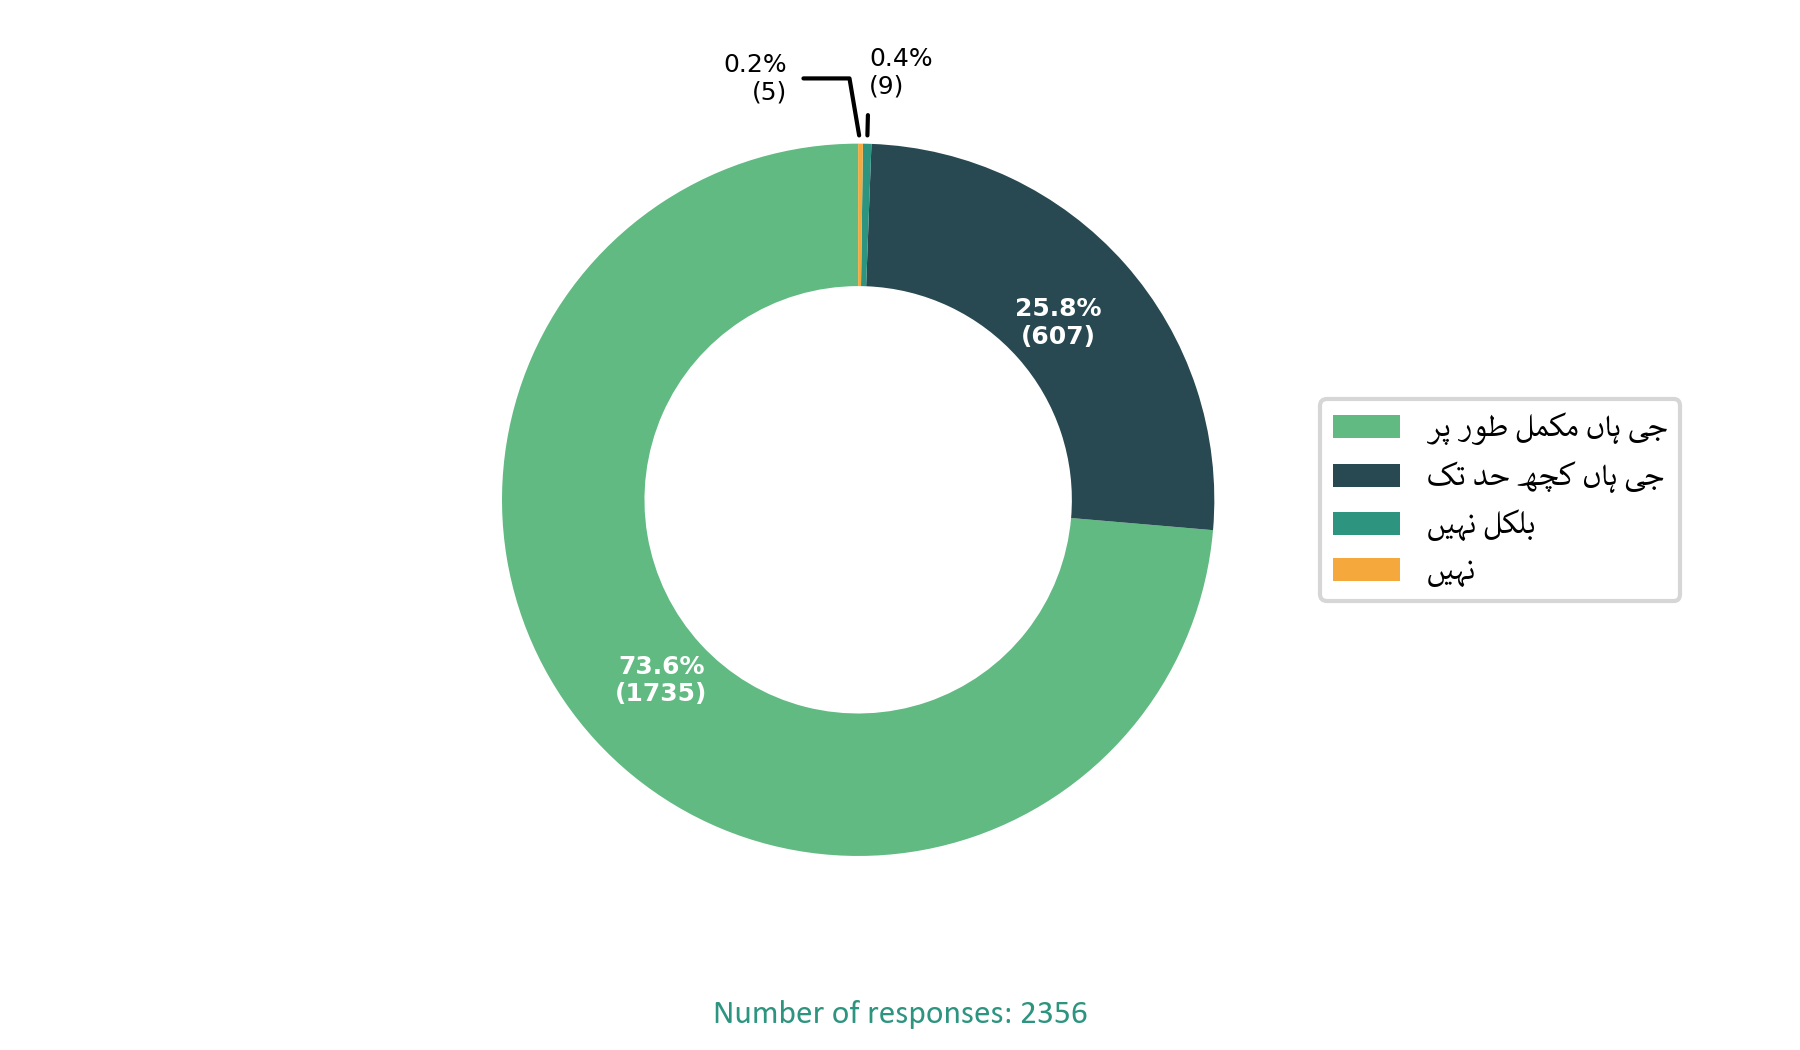 0.2%
(5)
0.4%
(9)
25.8%
(607)
73.6%
(1735)
جی ہاں مکمل طور پر
جی ہاں کچھ حد تک
بلکل نہیں
نہیں
Number of responses: 2356